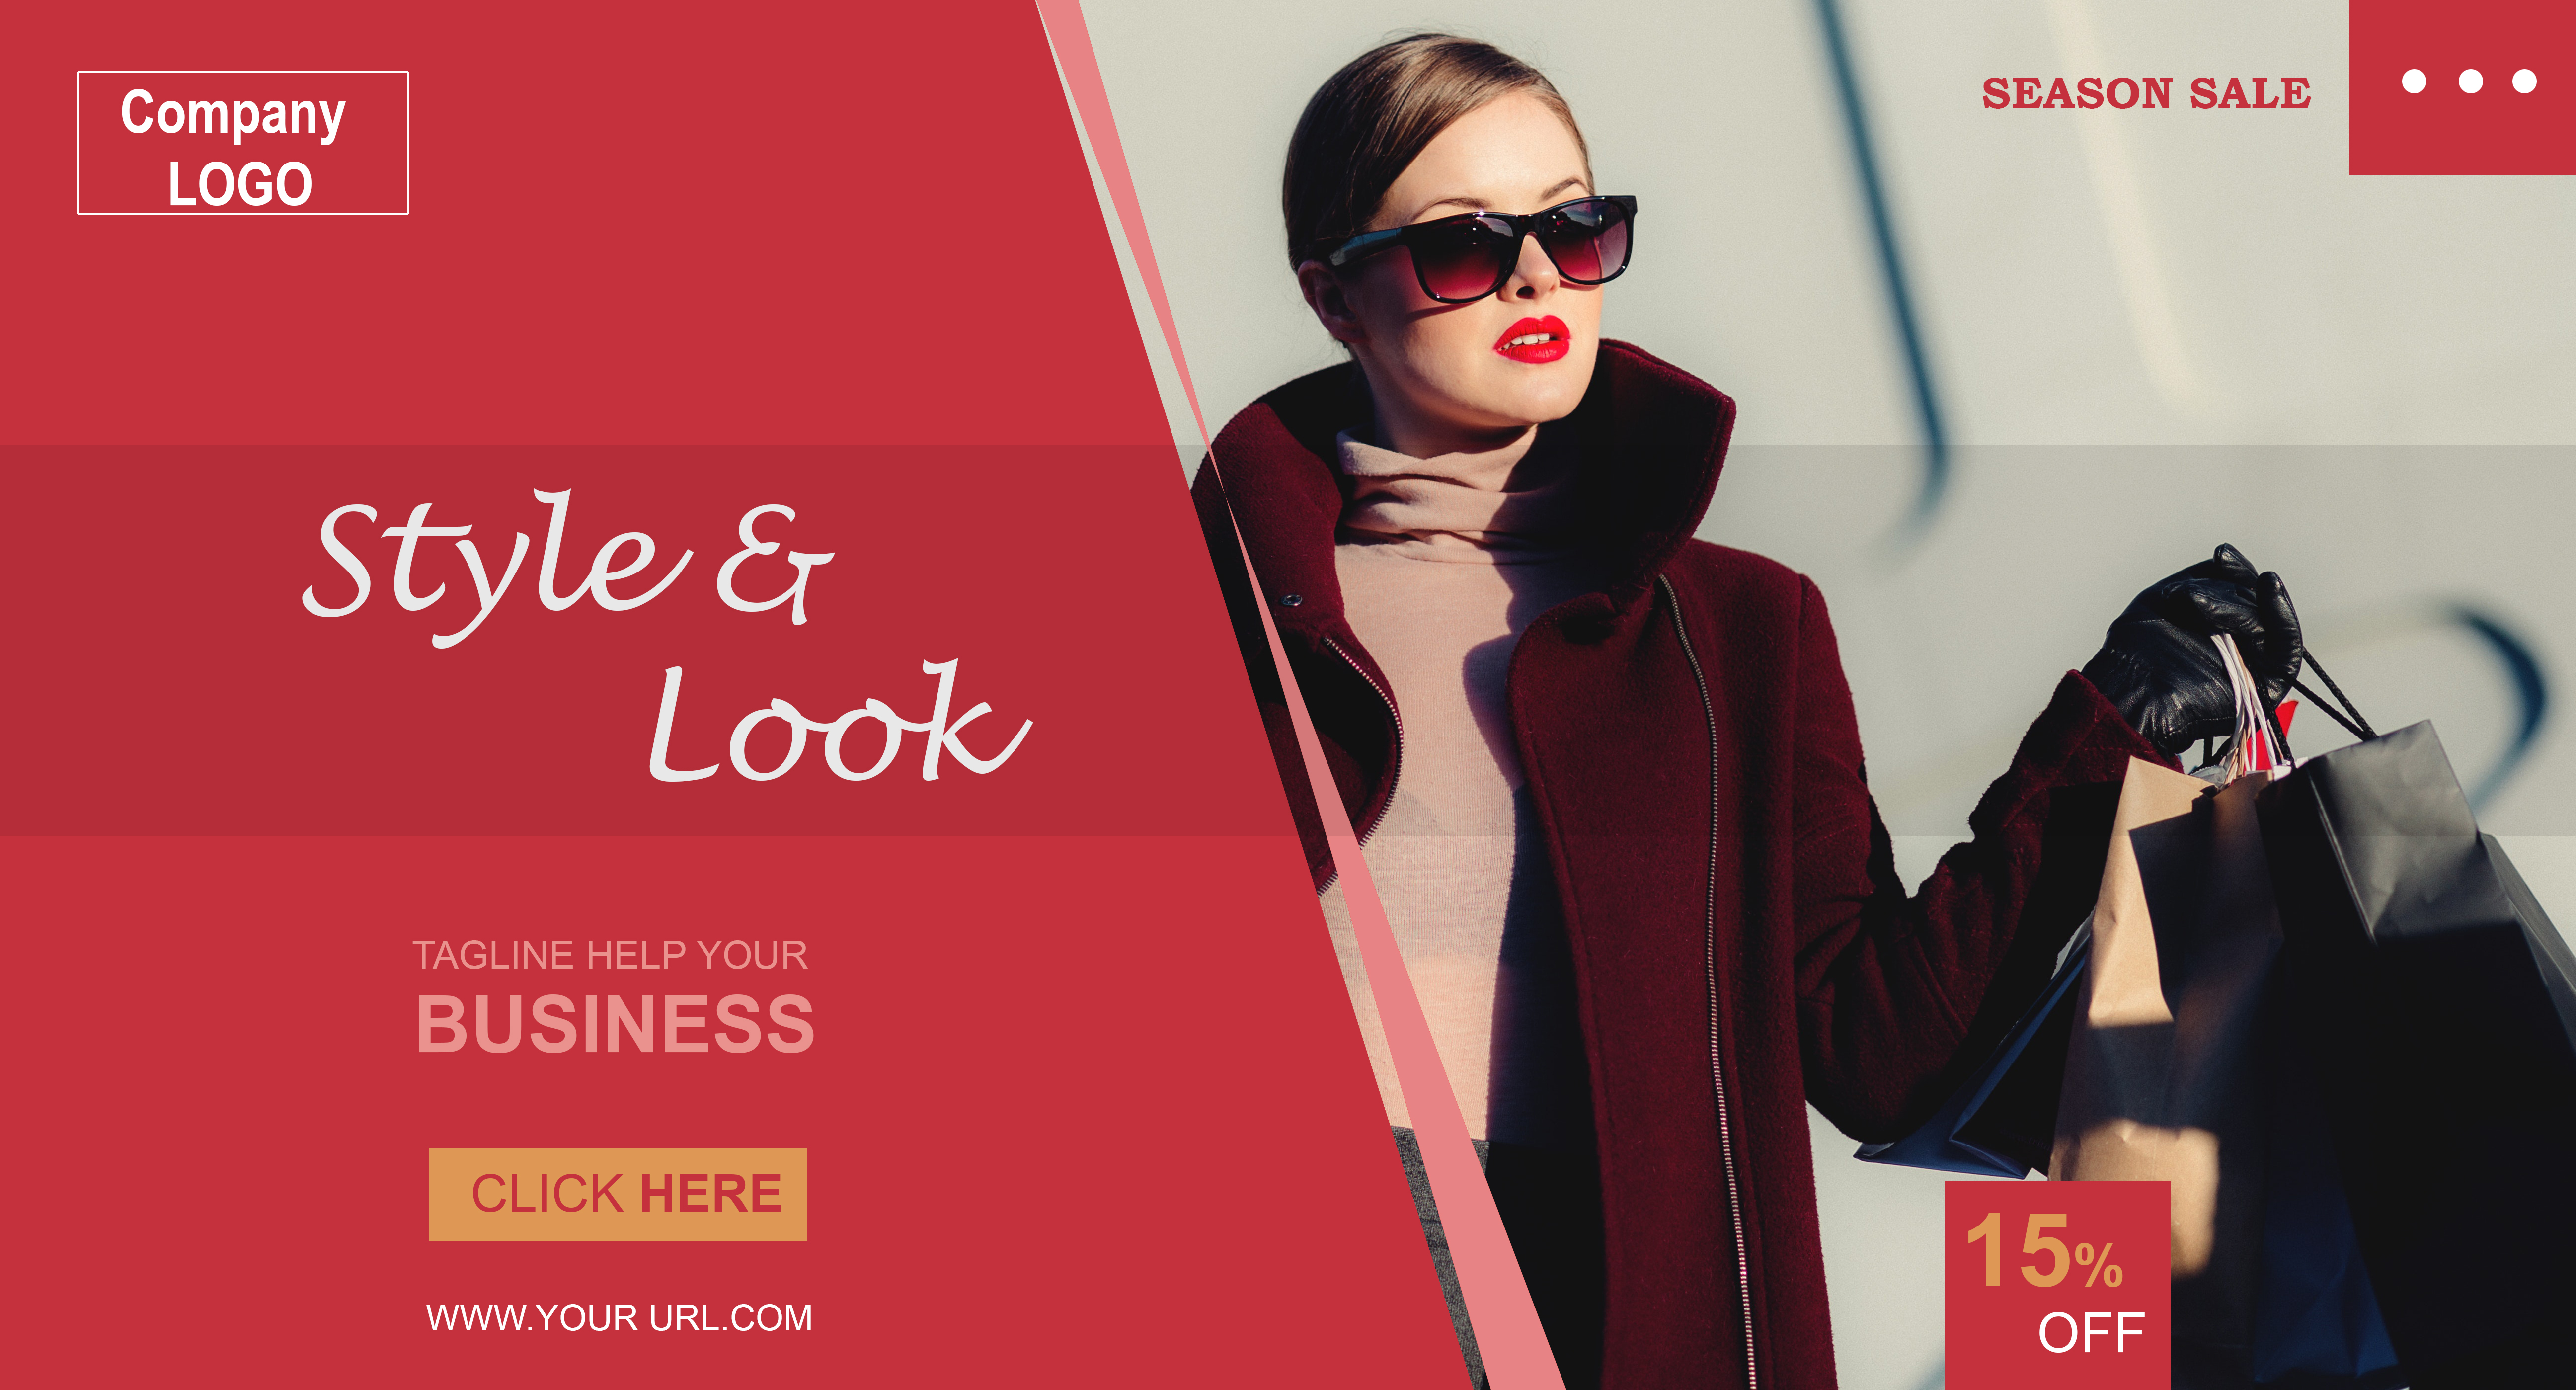 Company
LOGO
SEASON SALE
Style &
Look
TAGLINE HELP YOUR
BUSINESS
CLICK HERE
WWW.YOUR URL.COM
15%
OFF